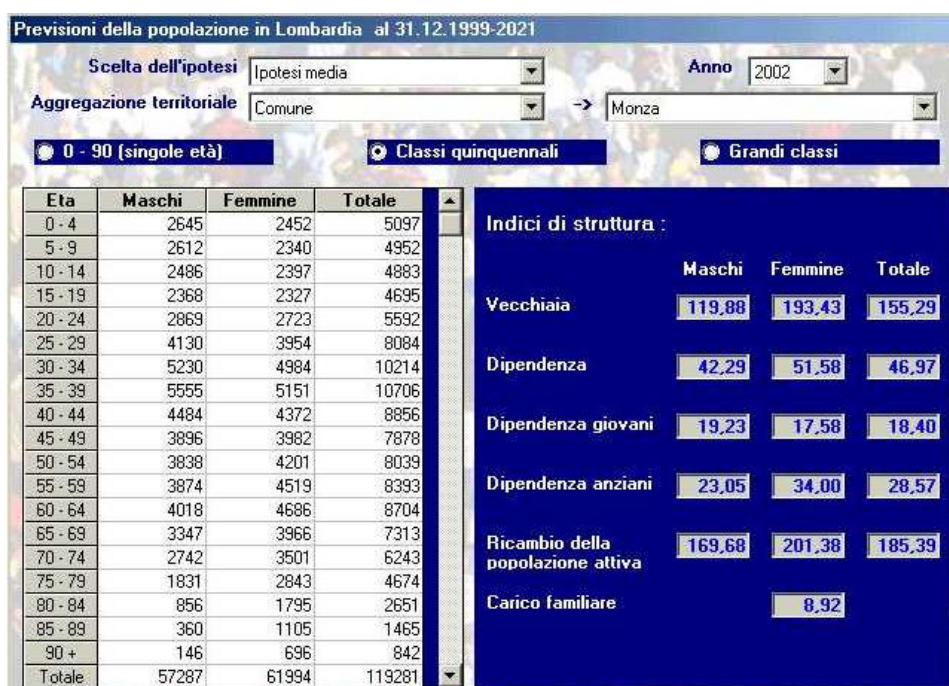 Previsioni della popolazione in Lombardia al 31.12.1999-2021
Scelta dell'ipotesi Ipotesi media Anno 2002
Aggregazione territoriale Comune -> Monza
0 - 90 (singole età) Classi quinquennali Grandi classi
Eta Maschi Femmine Totale
0 - 4 2645 2452 5097
5 - 9 2612 2340 4952
10 - 14 2486 2397 4883
15 - 19 2368 2327 4695
20 - 24 2869 2723 5592
25 - 29 4130 3954 8084
30 - 34 5230 4984 10214
35 - 39 5555 5151 10706
40 - 44 4484 4372 8856
45 - 49 3896 3982 7878
50 - 54 3838 4201 8039
55 - 59 3874 4519 8393
60 - 64 4018 4686 8704
65 - 69 3347 3966 7313
70 - 74 2742 3501 6243
75 - 79 1831 2843 4674
80 - 84 856 1795 2651
85 - 89 360 1105 1465
90 + 146 696 842
Totale 57287 61994 119281
Indici di struttura :
Maschi Femmine Totale
Vecchiaia 119,88 193,43 155,29
Dipendenza 42,29 51,58 46,97
Dipendenza giovani 19,23 17,58 18,40
Dipendenza anziani 23,05 34,00 28,57
Ricambio della
popolazione attiva 169,68 201,38 185,39
Carico familiare 8,92